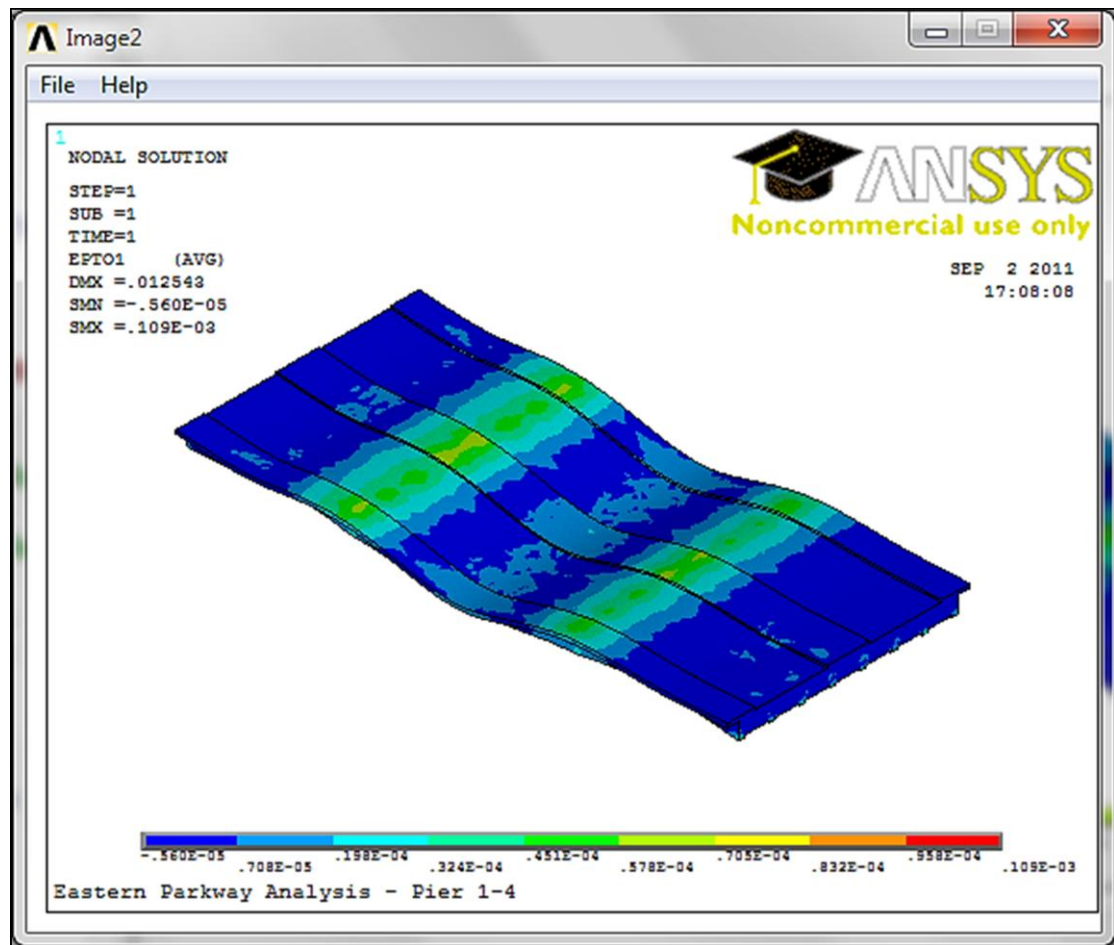 Image2
File Help
1
NODAL SOLUTION
STEP=1
SUB =1
TIME=1
EPTO1 (AVG)
DMX =.012543
SMN =-.560E-05
SMX =.109E-03
ANSYS
Noncommercial use only
SEP 2 2011
17:08:08
-.560E-05 .198E-04 .451E-04 .705E-04 .958E-04
.708E-05 .324E-04 .578E-04 .832E-04 .109E-03
Eastern Parkway Analysis - Pier 1-4